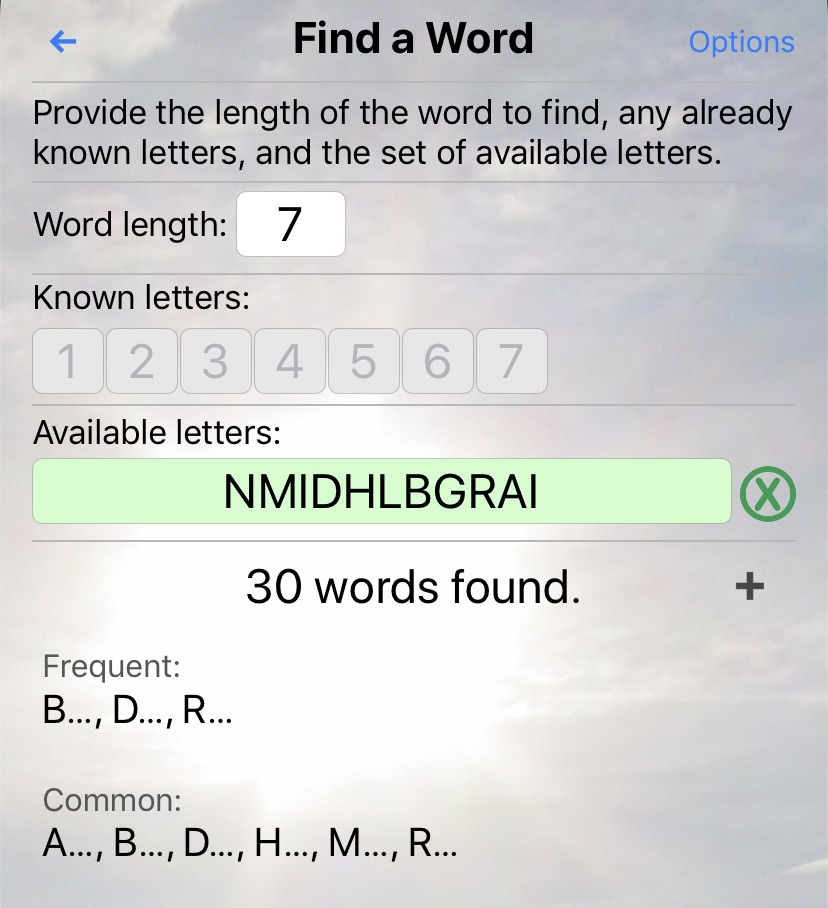 ←
Find a Word
Options
Provide the length of the word to find, any already
known letters, and the set of available letters.
Word length: 7
Known letters:
1 2 3 4 5 6 7
Available letters:
NMIDHLBGRAI X
30 words found. +
Frequent:
B..., D..., R...
Common:
A..., B..., D..., H..., M..., R...